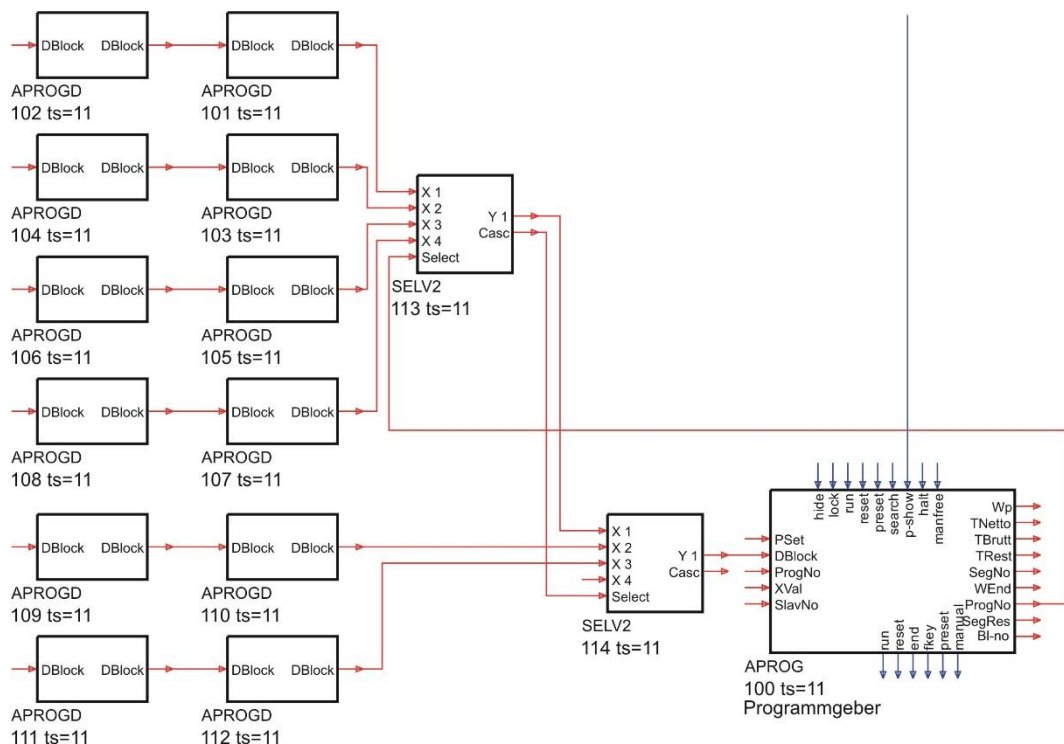 DBlock DBlock
APROGD
102 ts=11
DBlock DBlock
APROGD
101 ts=11
DBlock DBlock
APROGD
104 ts=11
DBlock DBlock
APROGD
103 ts=11
X 1
X 2
X 3
X 4
Select
Y 1
Casc
SELV2
113 ts=11
DBlock DBlock
APROGD
106 ts=11
DBlock DBlock
APROGD
105 ts=11
DBlock DBlock
APROGD
108 ts=11
DBlock DBlock
APROGD
107 ts=11
DBlock DBlock
APROGD
109 ts=11
DBlock DBlock
APROGD
110 ts=11
DBlock DBlock
APROGD
111 ts=11
DBlock DBlock
APROGD
112 ts=11
X 1
X 2
X 3
X 4
Select
Y 1
Casc
SELV2
114 ts=11
hide
lock
run
reset
preset
search
p-show
halt
manfree
PSet
DBlock
ProgNo
XVal
SlavNo
Wp
TNetto
TBrutt
TRest
SegNo
WEnd
ProgNo
SegRes
Bl-no
run
reset
end
fkey
preset
manual
APROG
100 ts=11
Programmgeber